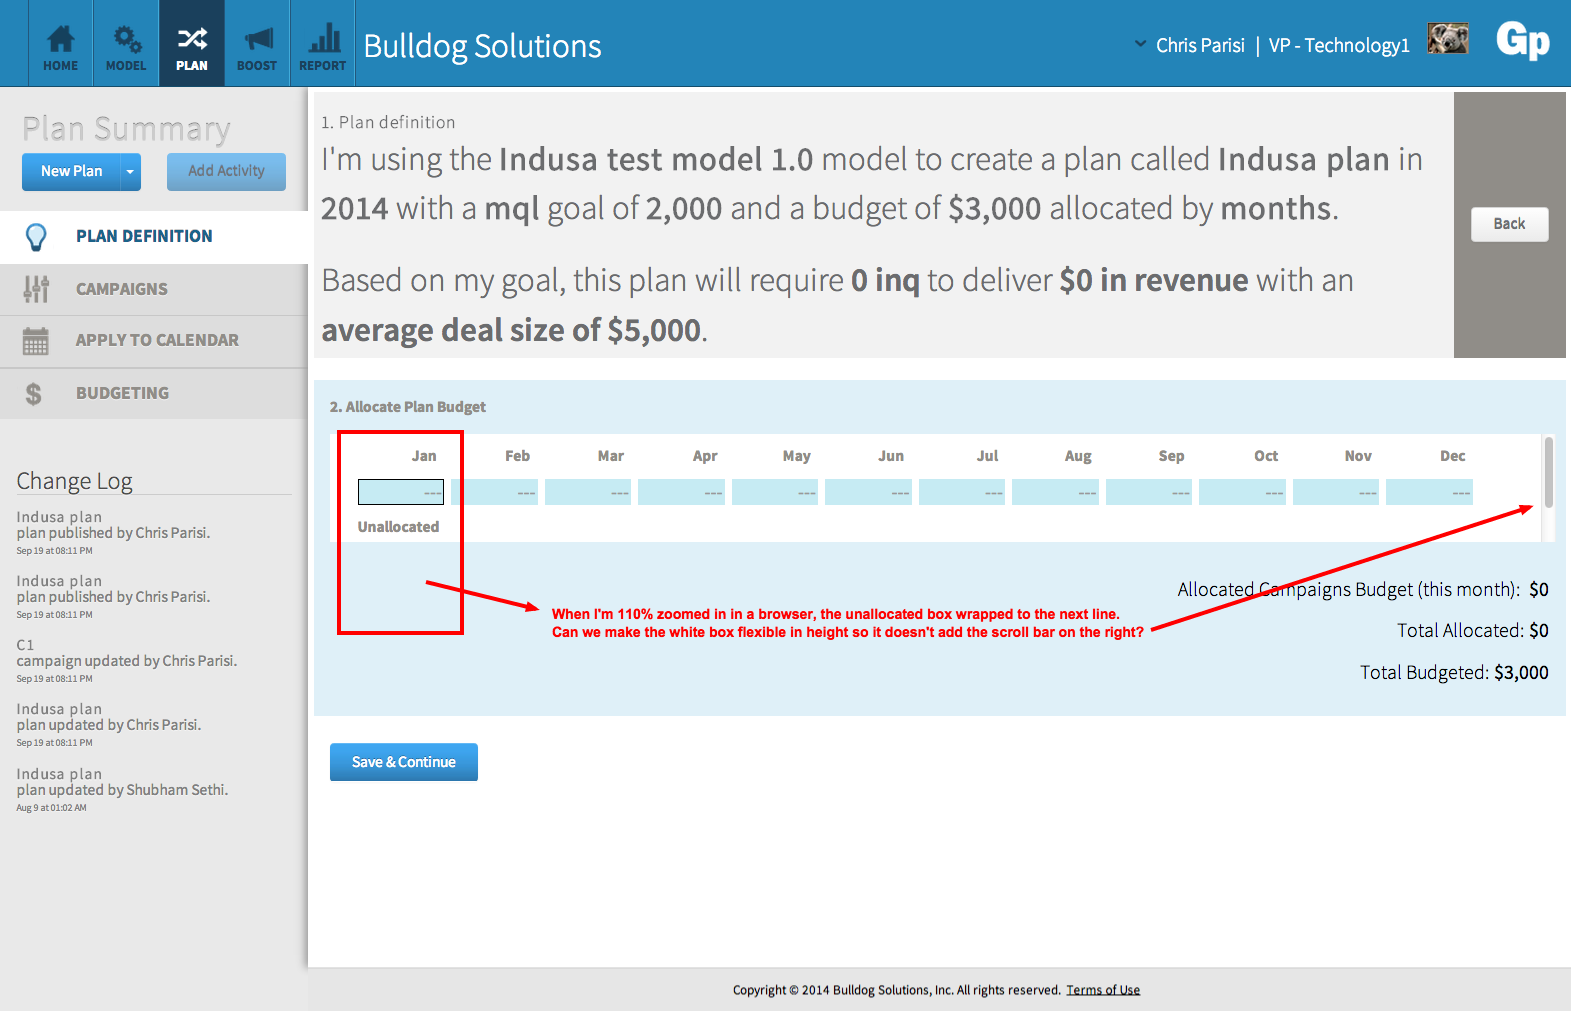 HOME
MODEL
PLAN
BOOST
REPORT
Bulldog Solutions
Chris Parisi | VP - Technology1
Gp
Plan Summary
New Plan
Add Activity
PLAN DEFINITION
CAMPAIGNS
APPLY TO CALENDAR
$ BUDGETING
Change Log
Indusa plan
plan published by Chris Parisi.
Sep 19 at 08:11 PM
Indusa plan
plan published by Chris Parisi.
Sep 19 at 08:11 PM
C1
campaign updated by Chris Parisi.
Sep 19 at 08:11 PM
Indusa plan
plan updated by Chris Parisi.
Sep 19 at 08:11 PM
Indusa plan
plan updated by Shubham Sethi.
Aug 9 at 01:02 AM
1. Plan definition
I'm using the Indusa test model 1.0 model to create a plan called Indusa plan in
2014 with a mql goal of 2,000 and a budget of $3,000 allocated by months.
Based on my goal, this plan will require 0 inq to deliver $0 in revenue with an
average deal size of $5,000.
Back
2. Allocate Plan Budget
Jan Feb Mar Apr May Jun Jul Aug Sep Oct Nov Dec
--- --- --- --- --- --- --- --- --- --- --- ---
Unallocated
When I'm 110% zoomed in in a browser, the unallocated box wrapped to the next line.
Can we make the white box flexible in height so it doesn't add the scroll bar on the right?
Allocated Campaigns Budget (this month): $0
Total Allocated: $0
Total Budgeted: $3,000
Save & Continue
Copyright © 2014 Bulldog Solutions, Inc. All rights reserved. Terms of Use